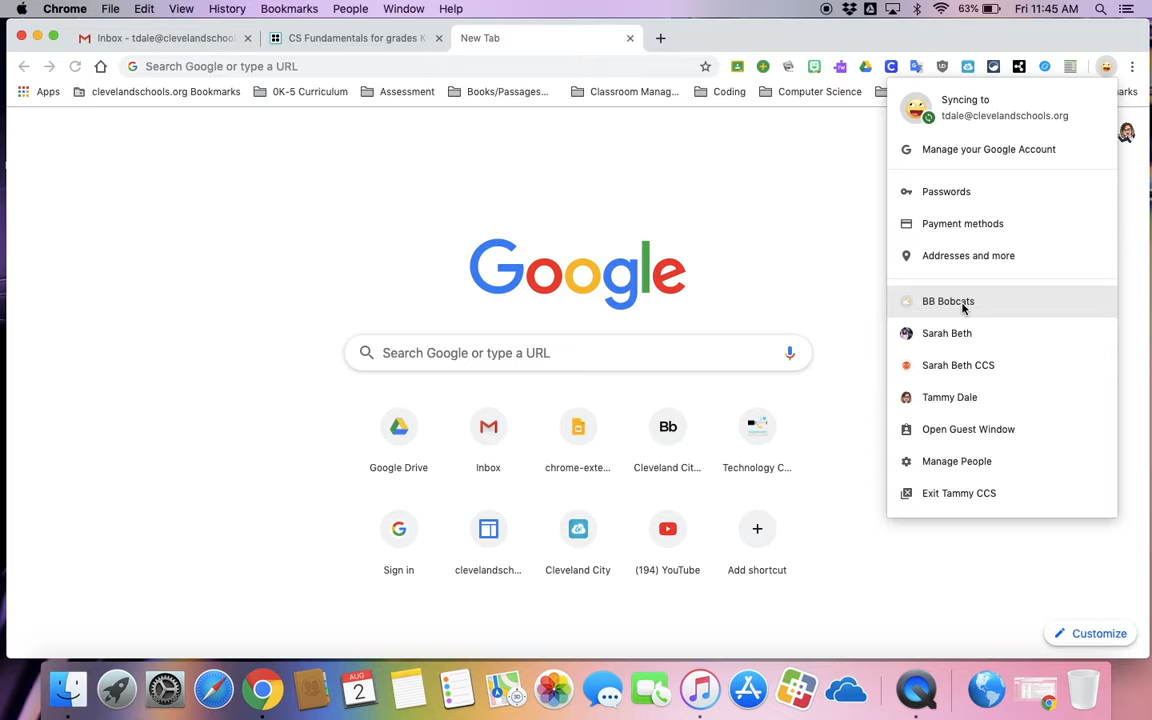 Chrome File Edit View History Bookmarks People Window Help 63% Fri 11:45 AM
Inbox - tdale@clevelandschool CS Fundamentals for grades K New Tab
Search Google or type a URL
Apps clevelandschools.org Bookmarks 0K-5 Curriculum Assessment Books/Passages... Classroom Manag... Coding Computer Science arks
Syncing to
tdale@clevelandschools.org
Manage your Google Account
Passwords
Payment methods
Addresses and more
BB Bobcats
Sarah Beth
Sarah Beth CCS
Tammy Dale
Open Guest Window
Manage People
Exit Tammy CCS
Google
Search Google or type a URL
Bb
Google Drive Inbox chrome-exte... Cleveland Cit... Technology C...
Sign in clevelandsch... Cleveland City (194) YouTube Add shortcut
Customize
AUG
2